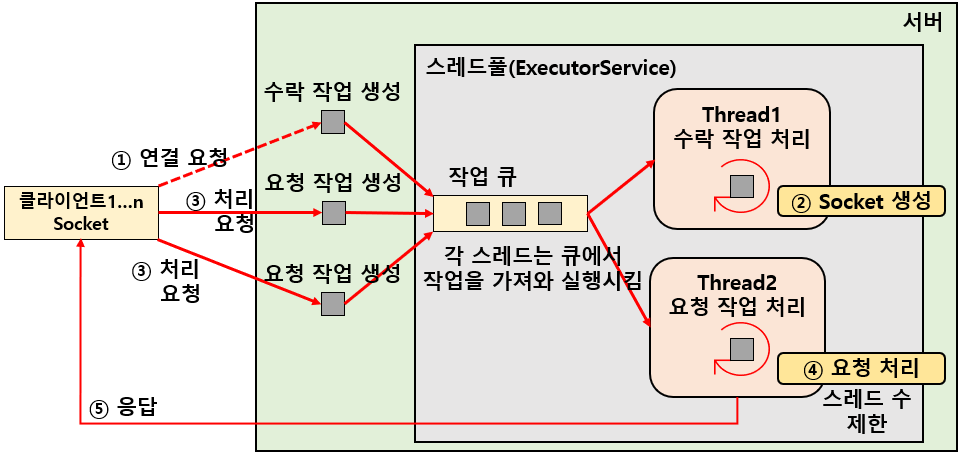 서버
스레드풀(ExecutorService)
수락 작업 생성
① 연결 요청
클라이언트1...n
Socket
③ 처리
요청
요청 작업 생성
③ 처리
요청
요청 작업 생성
작업 큐
각 스레드는 큐에서
작업을 가져와 실행시킴
Thread1
수락 작업 처리
② Socket 생성
Thread2
요청 작업 처리
④ 요청 처리
스레드 수
제한
⑤ 응답